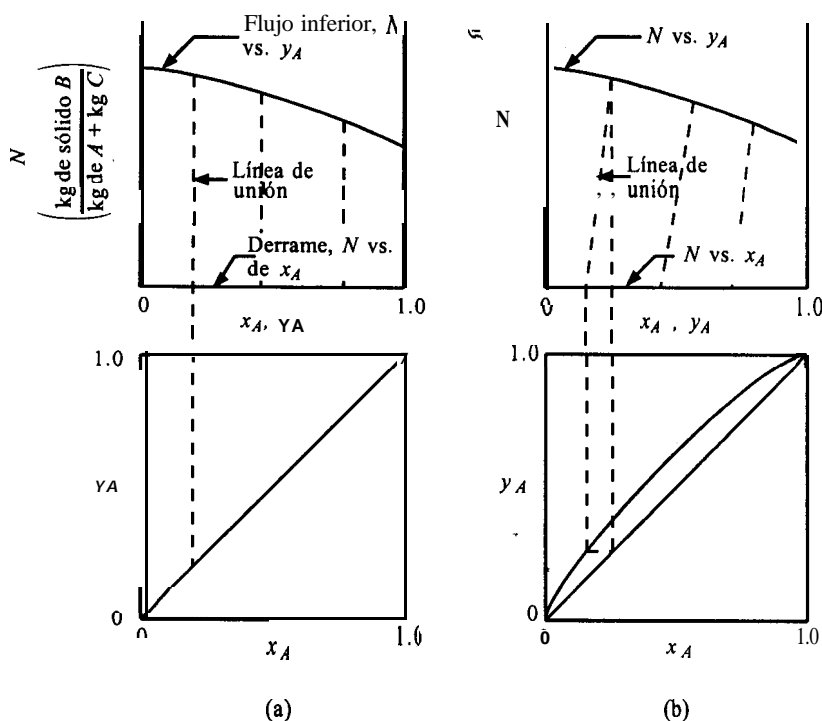 Flujo inferior, N
vs. y_A
N
( kg de sólido B / kg de A + kg C )
Línea de
unión
Derrame, N vs.
de x_A
0
1.0
x_A, YA
1.0
YA
0
0
1.0
x_A
(a)
N vs. y_A
N
Línea de
unión
N vs. x_A
0
1.0
x_A , y_A
1.0
y_A
0
0
1.0
x_A
(b)